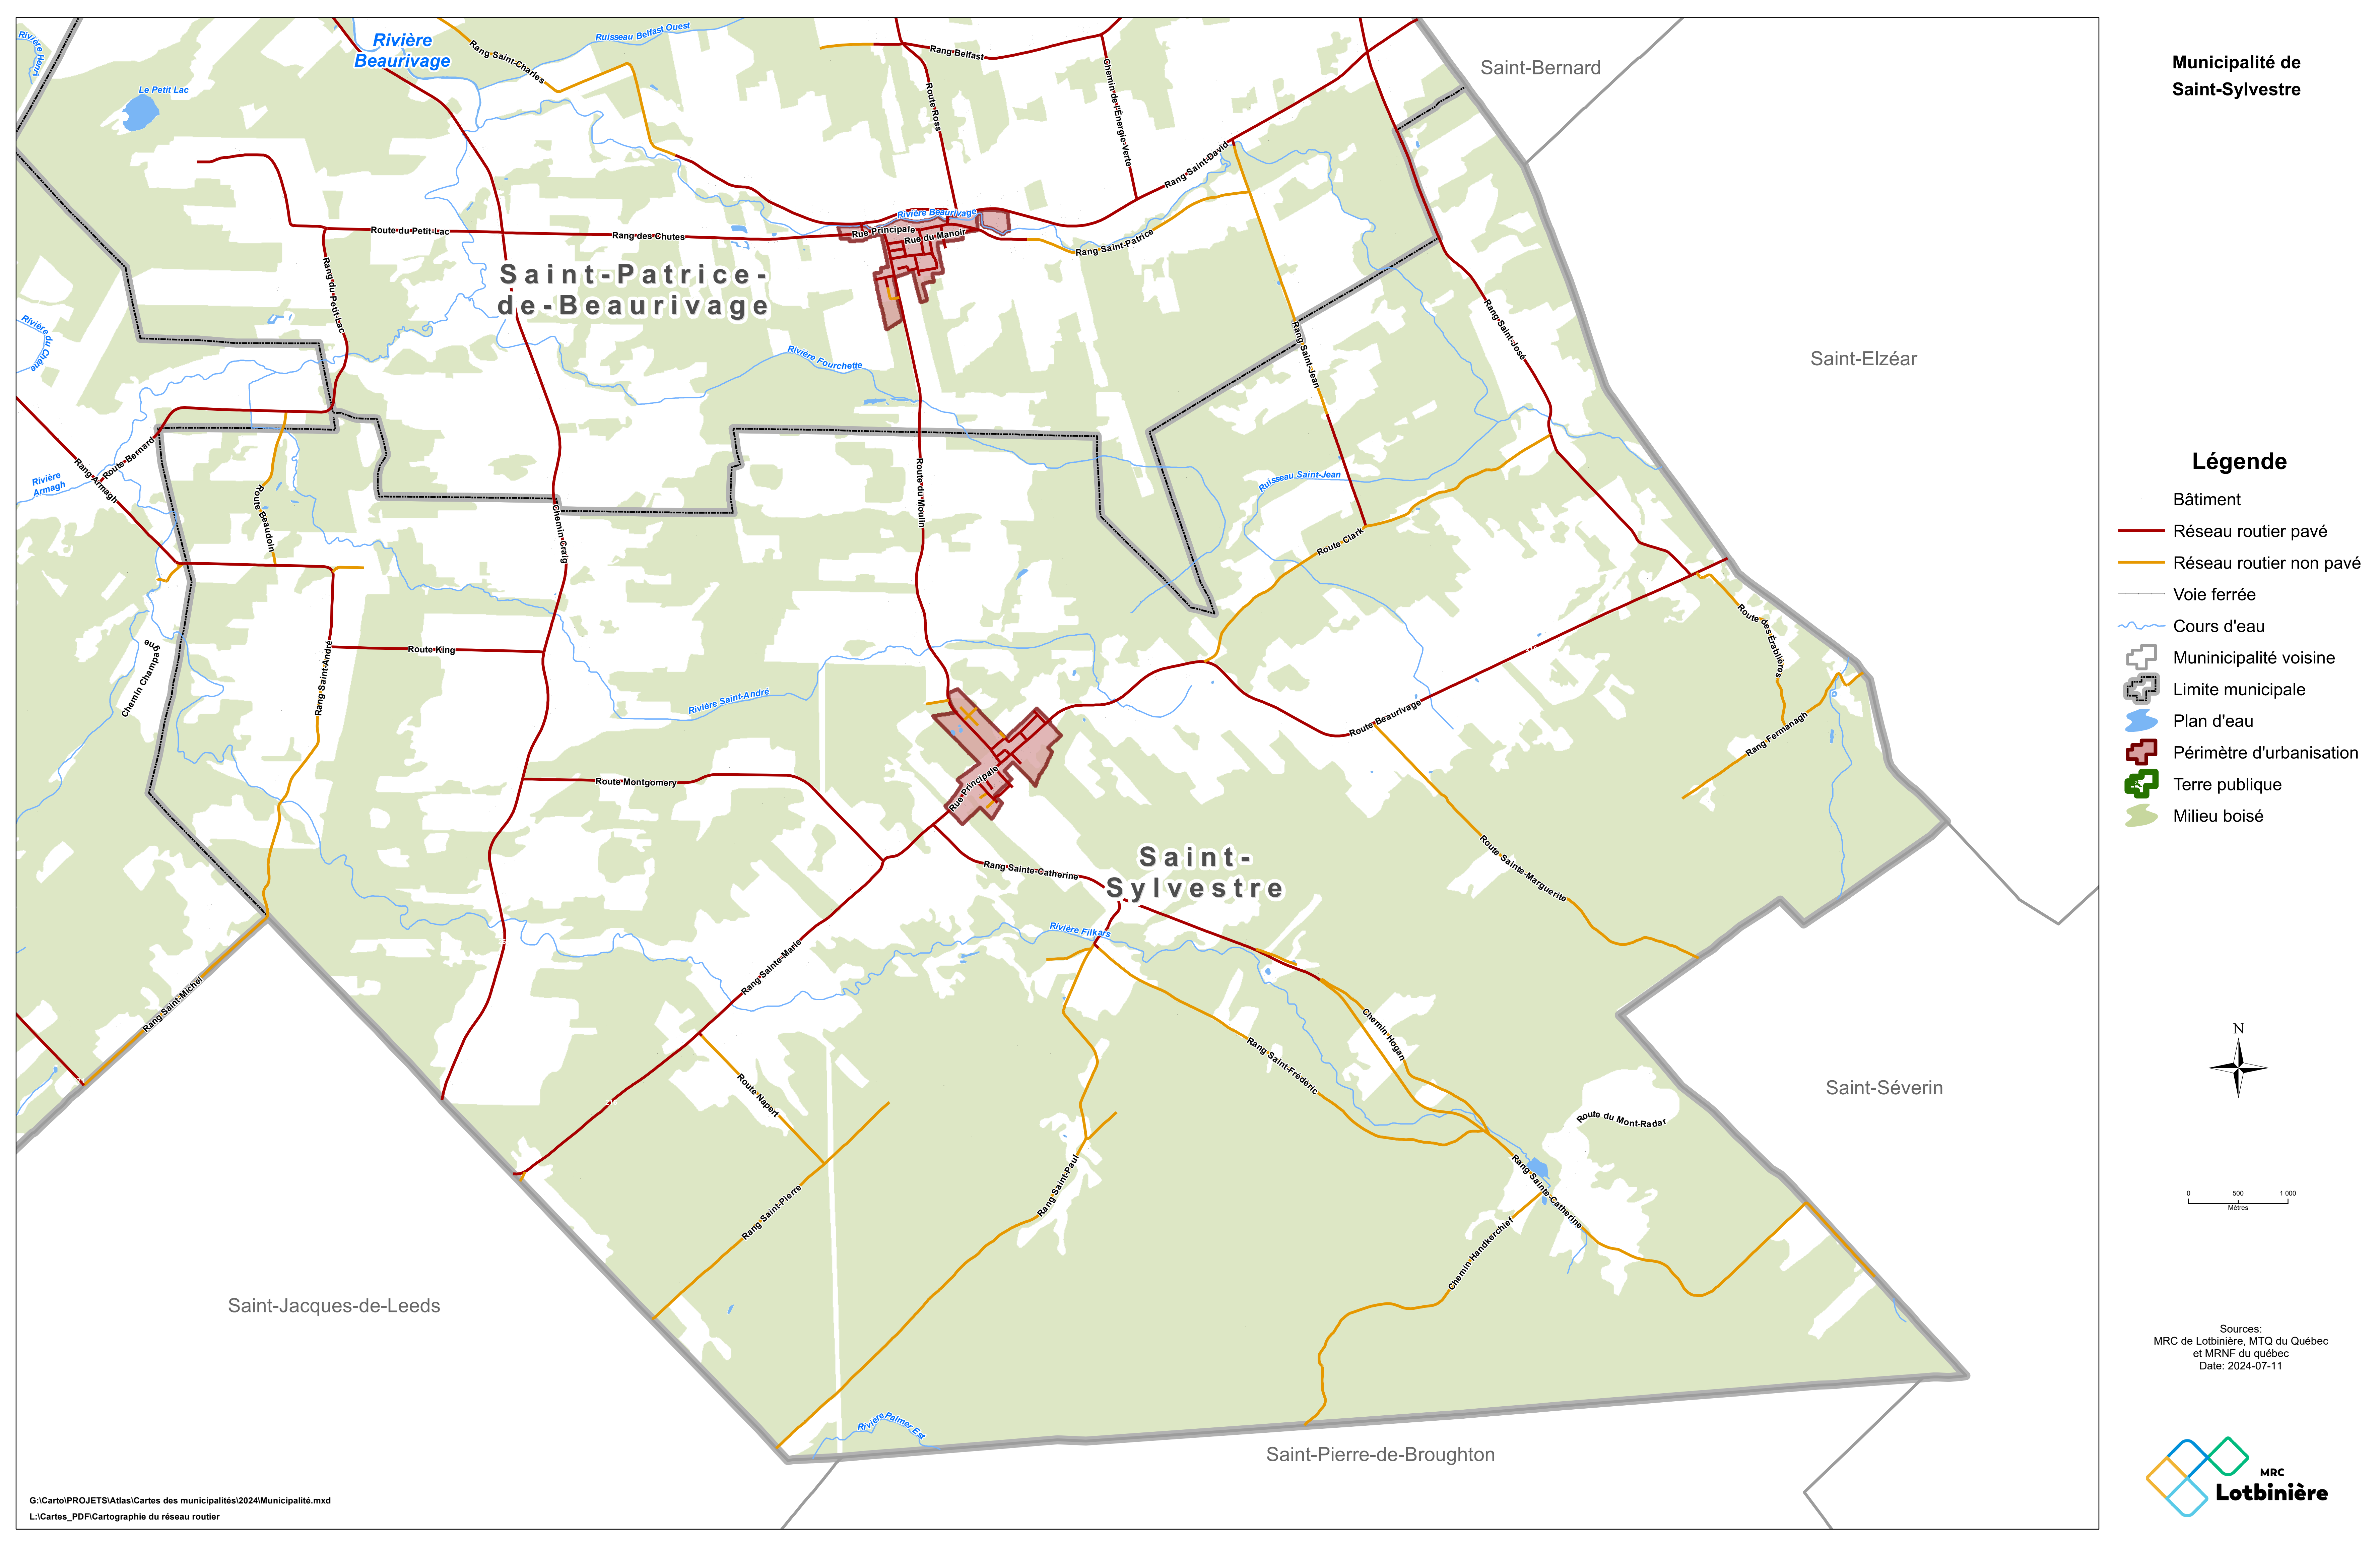 Municipalité de
Saint-Sylvestre
Rivière
Beaurivage
Ruisseau Belfast Ouest
Rang Saint-Charles
Rang Belfast
Saint-Bernard
Rivière Henri
Le Petit Lac
Route Ross
Chemin de l'Énergie-Verte
Rang Saint-David
Route du Petit-Lac
Rang des Chutes
Rivière Beaurivage
Rue Principale
Rue du Manoir
Rang Saint-Patrice
Saint-Patrice-
de-Beaurivage
Rang du Petit-Lac
Rivière
du Chêne
Rivière Fourchette
Rang Saint-Jean
Rang Saint-José
Saint-Elzéar
Route Bernard
Rang Armagh
Rivière
Armagh
Route Beaudoin
Chemin Craig
Route du Moulin
Ruisseau Saint-Jean
Route Clark
Route des Érablières
Chemin Champagne
Rang Saint-André
Route King
Rivière Saint-André
Route Beaurivage
Rang Fermanagh
Route Montgomery
Rue Principale
Route Sainte-Marguerite
Rang Sainte-Catherine
Saint-
Sylvestre
Rivière Filkars
Rang Sainte-Marie
Rang Saint-Michel
Chemin Hogan
Rang Saint-Frédéric
Route Napert
Saint-Séverin
Route du Mont-Radar
Rang Saint-Paul
Rang Saint-Pierre
Rang Sainte-Catherine
Chemin Handkerchief
Saint-Jacques-de-Leeds
Rivière Palmer Est
Saint-Pierre-de-Broughton
G:\Carto\PROJETS\Atlas\Cartes des municipalités\2024\Municipalité.mxd
L:\Cartes_PDF\Cartographie du réseau routier
Légende
Bâtiment
Réseau routier pavé
Réseau routier non pavé
Voie ferrée
Cours d'eau
Muninicipalité voisine
Limite municipale
Plan d'eau
Périmètre d'urbanisation
Terre publique
Milieu boisé
N
0 500 1 000
Mètres
Sources:
MRC de Lotbinière, MTQ du Québec
et MRNF du québec
Date: 2024-07-11
MRC
Lotbinière